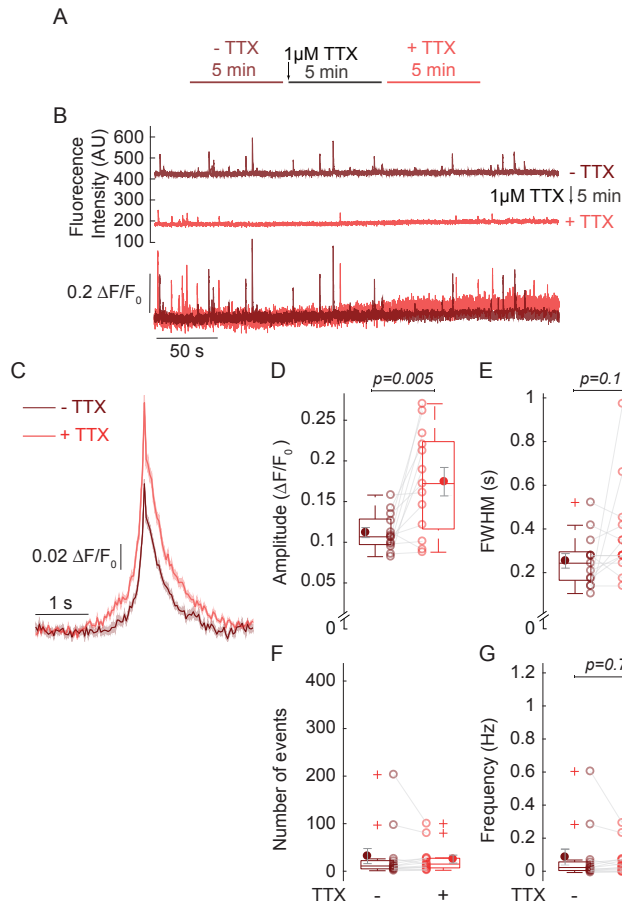 A
- TTX
1µM TTX
+ TTX
5 min
5 min
5 min
B
Fluorecence
Intensity (AU)
600
500
400
300
200
100
- TTX
1µM TTX
5 min
+ TTX
0.2 ΔF/F0
50 s
C
- TTX
+ TTX
0.02 ΔF/F0
1 s
D
p=0.005
Amplitude (ΔF/F0)
0.25
0.2
0.15
0.1
0.05
0
E
p=0.1
FWHM (s)
1
0.8
0.6
0.4
0.2
0
F
Number of events
400
300
200
100
0
TTX
-
+
G
p=0.7
Frequency (Hz)
1.2
1
0.8
0.6
0.4
0.2
0
TTX
-